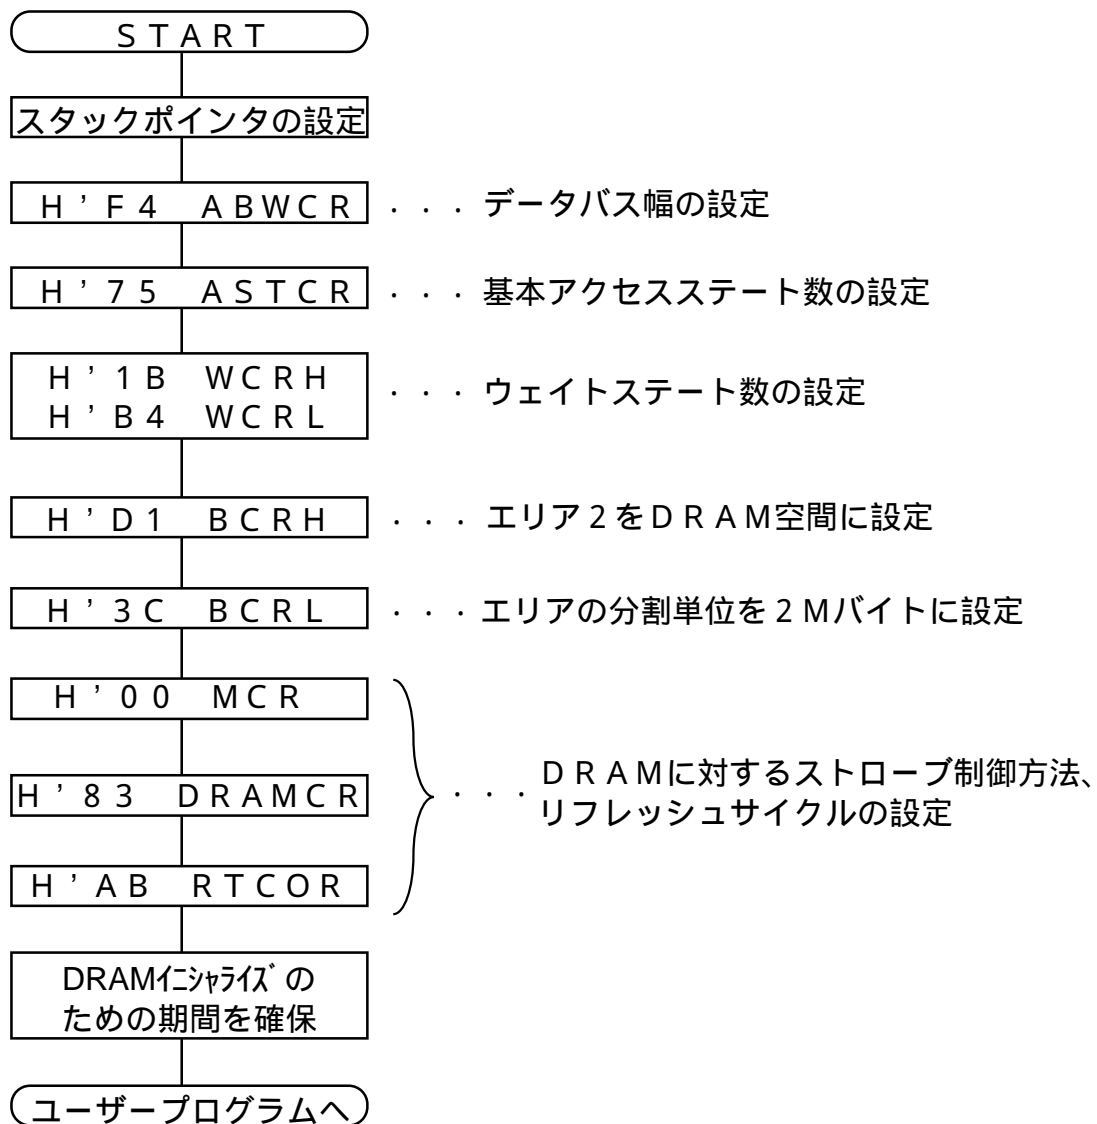 ＳＴＡＲＴ
スタックポインタの設定
Ｈ’Ｆ４　ＡＢＷＣＲ ・・・ データバス幅の設定
Ｈ’７５　ＡＳＴＣＲ ・・・ 基本アクセスステート数の設定
Ｈ’１Ｂ　ＷＣＲＨ
Ｈ’Ｂ４　ＷＣＲＬ
・・・ ウェイトステート数の設定
Ｈ’Ｄ１　ＢＣＲＨ ・・・ エリア２をＤＲＡＭ空間に設定
Ｈ’３Ｃ　ＢＣＲＬ ・・・ エリアの分割単位を２Ｍバイトに設定
Ｈ’００　ＭＣＲ
Ｈ’８３　ＤＲＡＭＣＲ
Ｈ’ＡＢ　ＲＴＣＯＲ
・・・ ＤＲＡＭに対するストローブ制御方法、
リフレッシュサイクルの設定
DRAMｲﾆｼｬﾗｲｽﾞの
ための期間を確保
ユーザープログラムへ